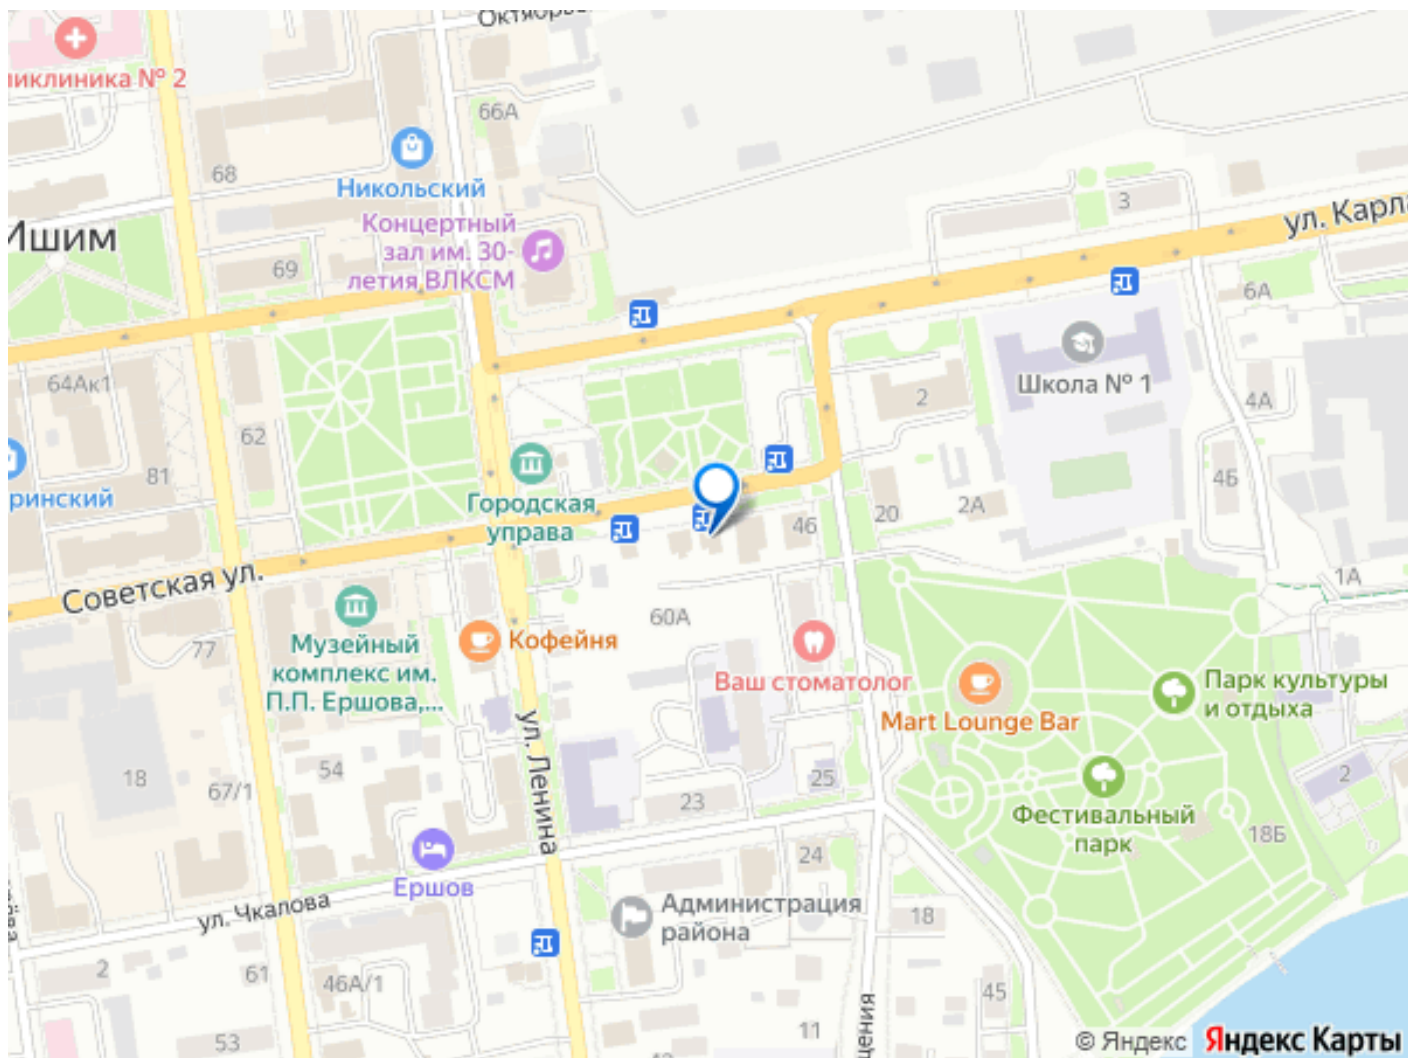 Октябрьс
иклиника № 2
66А
68
Никольский
Концертный
зал им. 30-
летия ВЛКСМ
3
ул. Карла
Ишим
69
6А
64Ак1
Школа № 1
2
4А
62
81
ринский
Городская
управа
4Б
2А
20
46
Советская ул.
1А
60А
Музейный
комплекс им.
П.П. Ершова,...
77
Кофейня
Ваш стоматолог
Mart Lounge Bar
Парк культуры
и отдыха
ул. Ленина
54
18
67/1
25
23
2
Фестивальный
парк
18Б
Ершов
24
ул. Чкалова
Администрация
района
18
2
61
46А/1
45
53
11
щения
© Яндекс Яндекс Карты